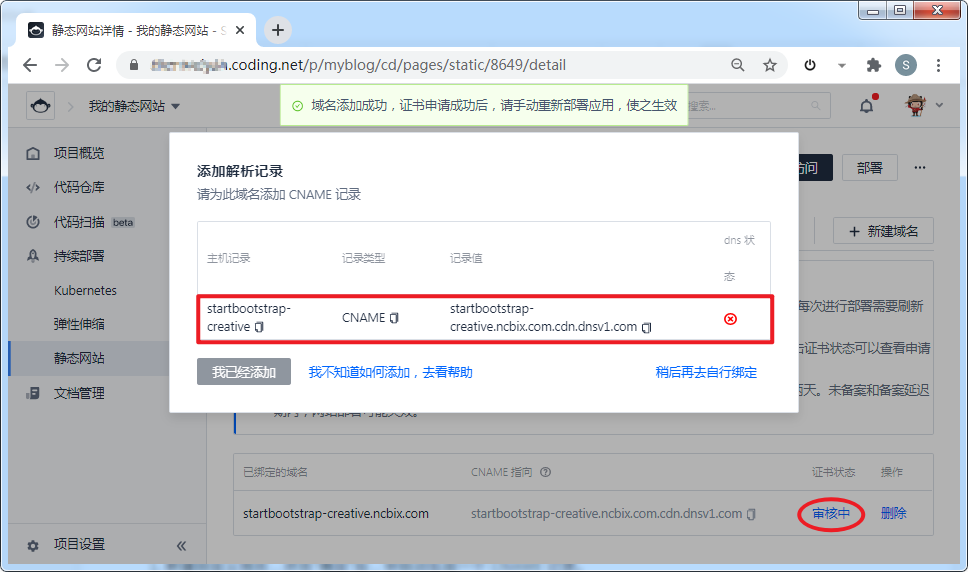 静态网站详情 - 我的静态网站 -
.coding.net/p/myblog/cd/pages/static/8649/detail
S
我的静态网站
域名添加成功，证书申请成功后，请手动重新部署应用，使之生效
搜索...
项目概览
代码仓库
代码扫描 beta
持续部署
Kubernetes
弹性伸缩
静态网站
文档管理
项目设置
添加解析记录
请为此域名添加 CNAME 记录
主机记录
记录类型
记录值
dns 状
态
startbootstrap-
creative
CNAME
startbootstrap-
creative.ncbix.com.cdn.dnsv1.com
我已经添加
我不知道如何添加，去看帮助
稍后再去自行绑定
访问
部署
新建域名
每次进行部署需要刷新
击证书状态可以查看申请
两天。未备案和备案延迟
已绑定的域名
CNAME 指向
证书状态
操作
startbootstrap-creative.ncbix.com
startbootstrap-creative.ncbix.com.cdn.dnsv1.com
审核中
删除